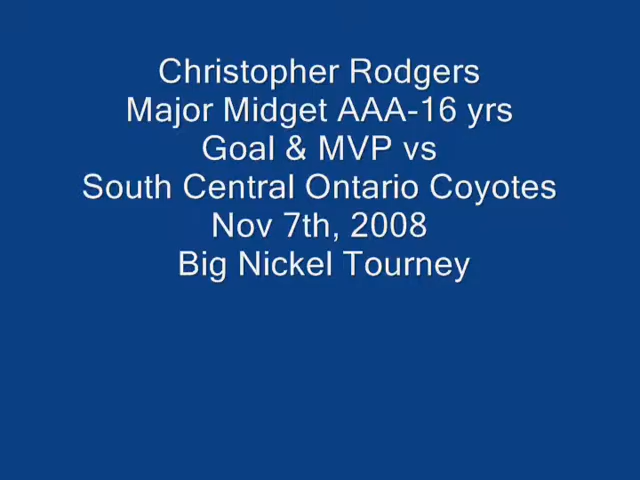 Christopher Rodgers
Major Midget AAA-16 yrs
Goal & MVP vs
South Central Ontario Coyotes
Nov 7th, 2008
Big Nickel Tourney